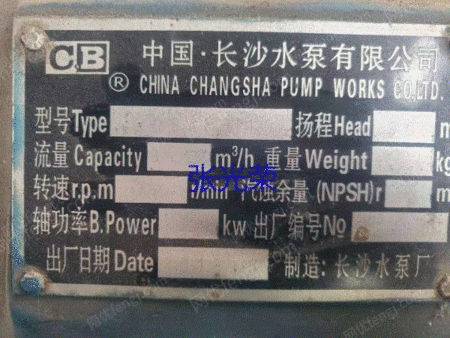 CB 中国·长沙水泵有限公司
® CHINA CHANGSHA PUMP WORKS CO.LTD.
型号Type 扬程Head m
流量Capacity m³/h 重量Weight kg
转速r.p.m r/min 气蚀余量(NPSH)r m
张光荣
轴功率B.Power kw 出厂编号No
出厂日期Date 制造:长沙水泵厂